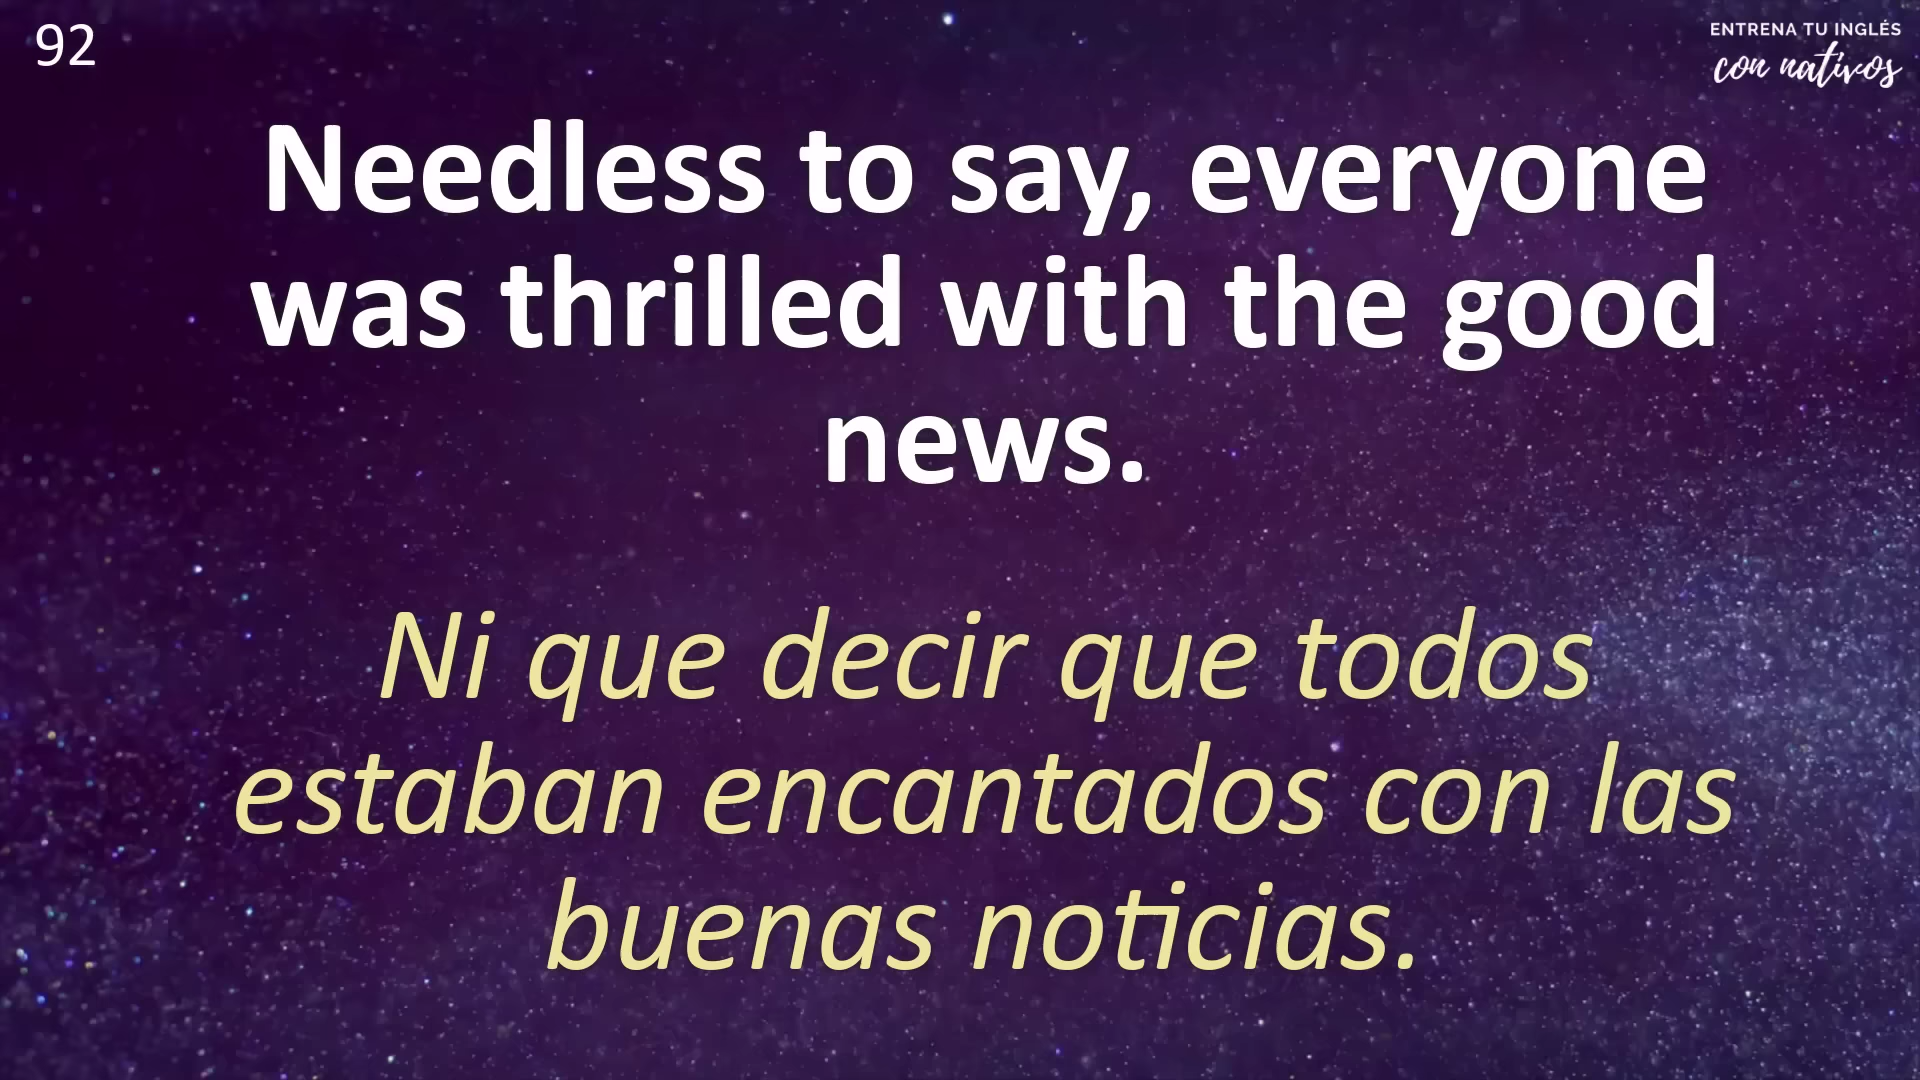 92
ENTRENA TU INGLÉS
con nativos
Needless to say, everyone
was thrilled with the good
news.
Ni que decir que todos
estaban encantados con las
buenas noticias.